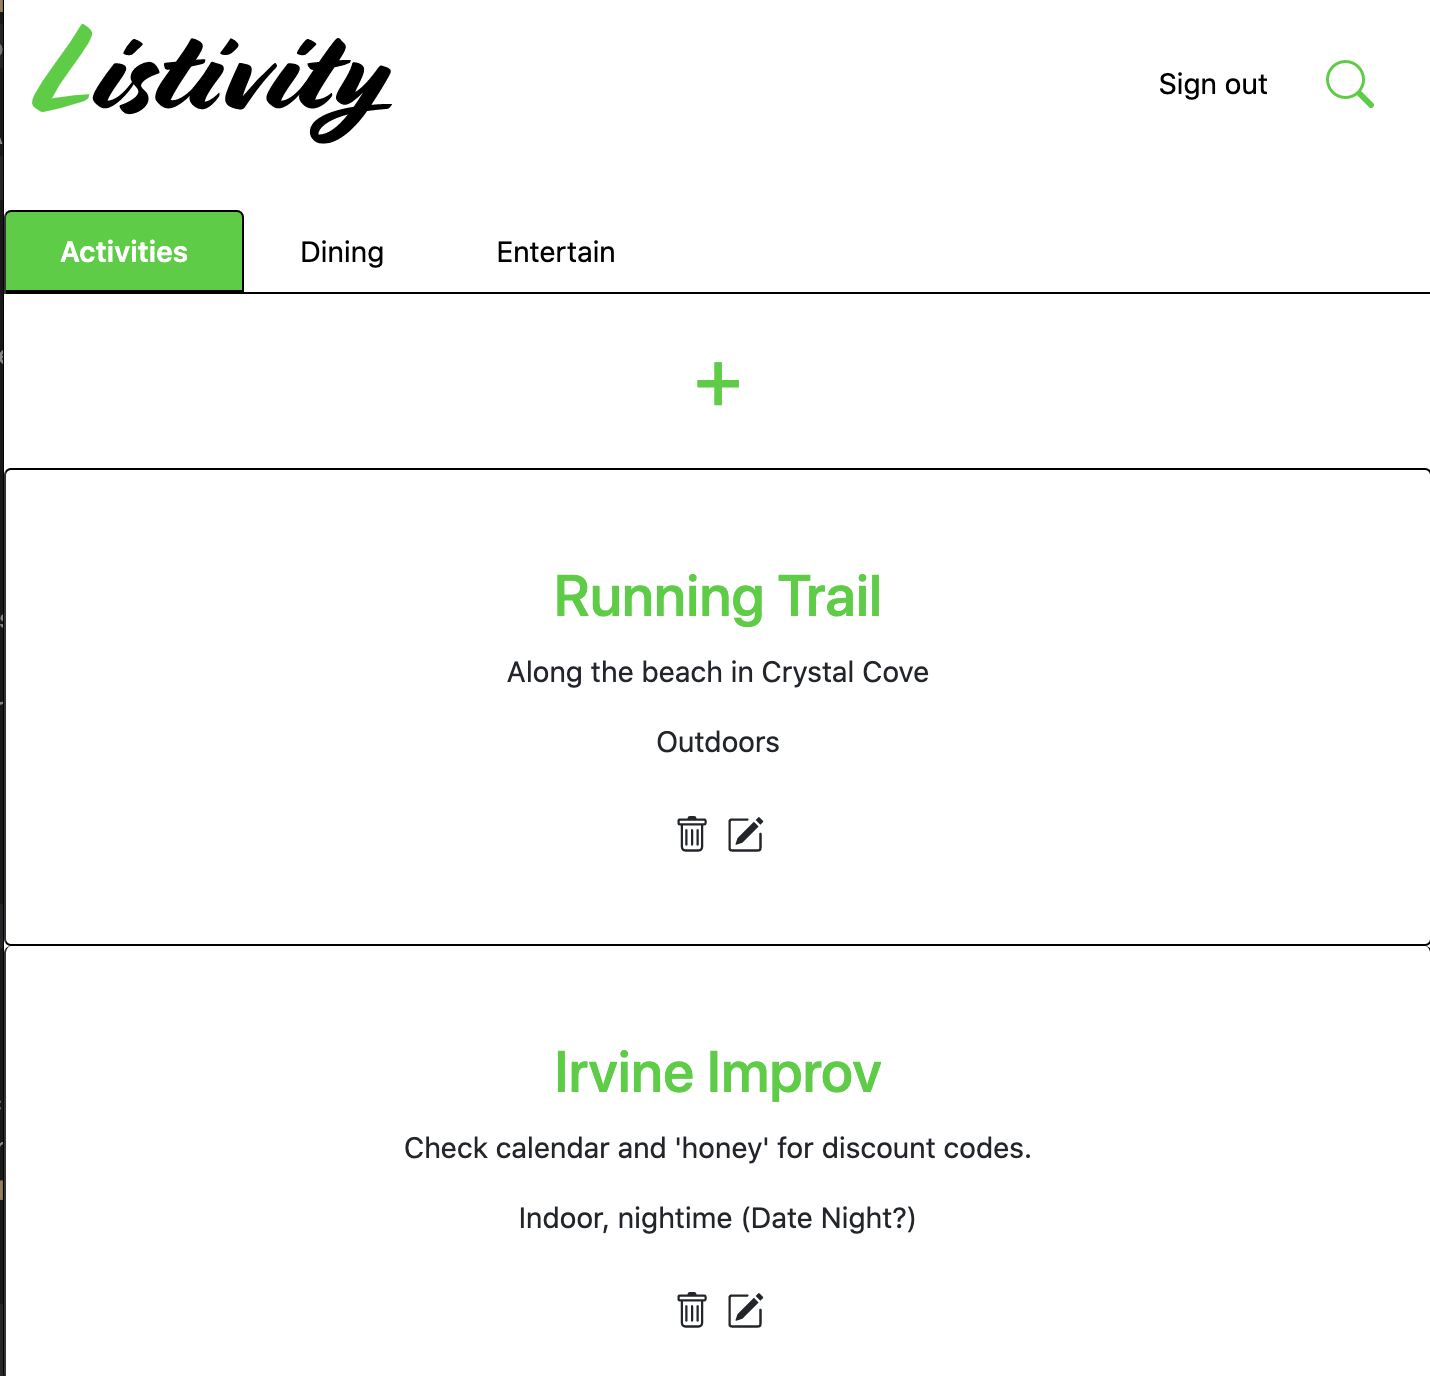 Listivity
Sign out
Activities
Dining
Entertain
+
Running Trail
Along the beach in Crystal Cove
Outdoors
Irvine Improv
Check calendar and 'honey' for discount codes.
Indoor, nightime (Date Night?)